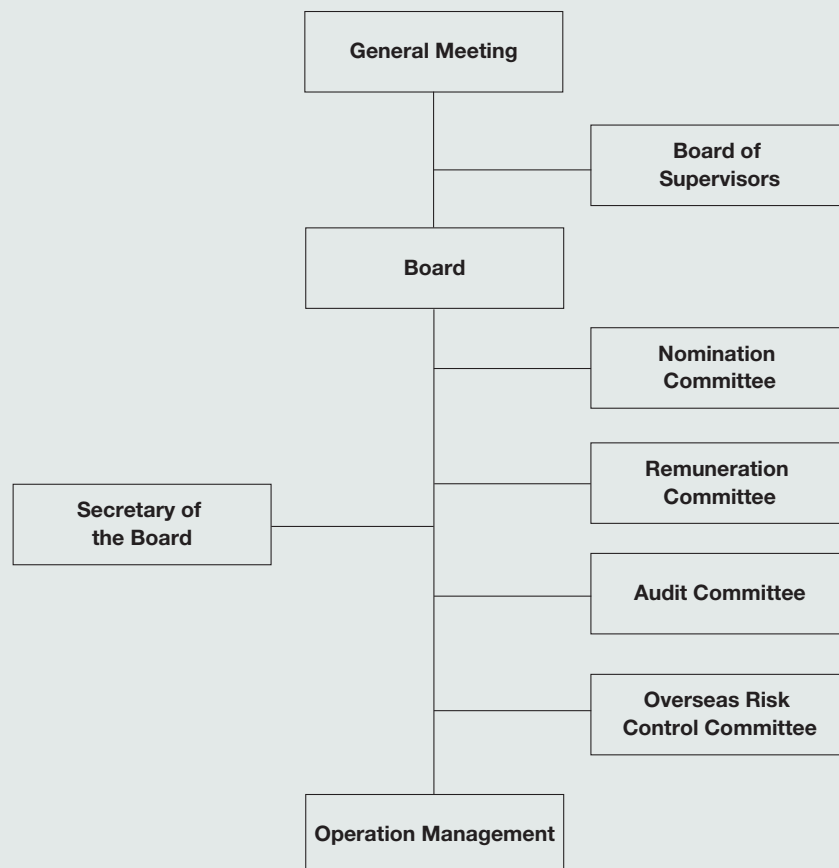 General Meeting
Board of
Supervisors
Board
Nomination
Committee
Remuneration
Committee
Secretary of
the Board
Audit Committee
Overseas Risk
Control Committee
Operation Management